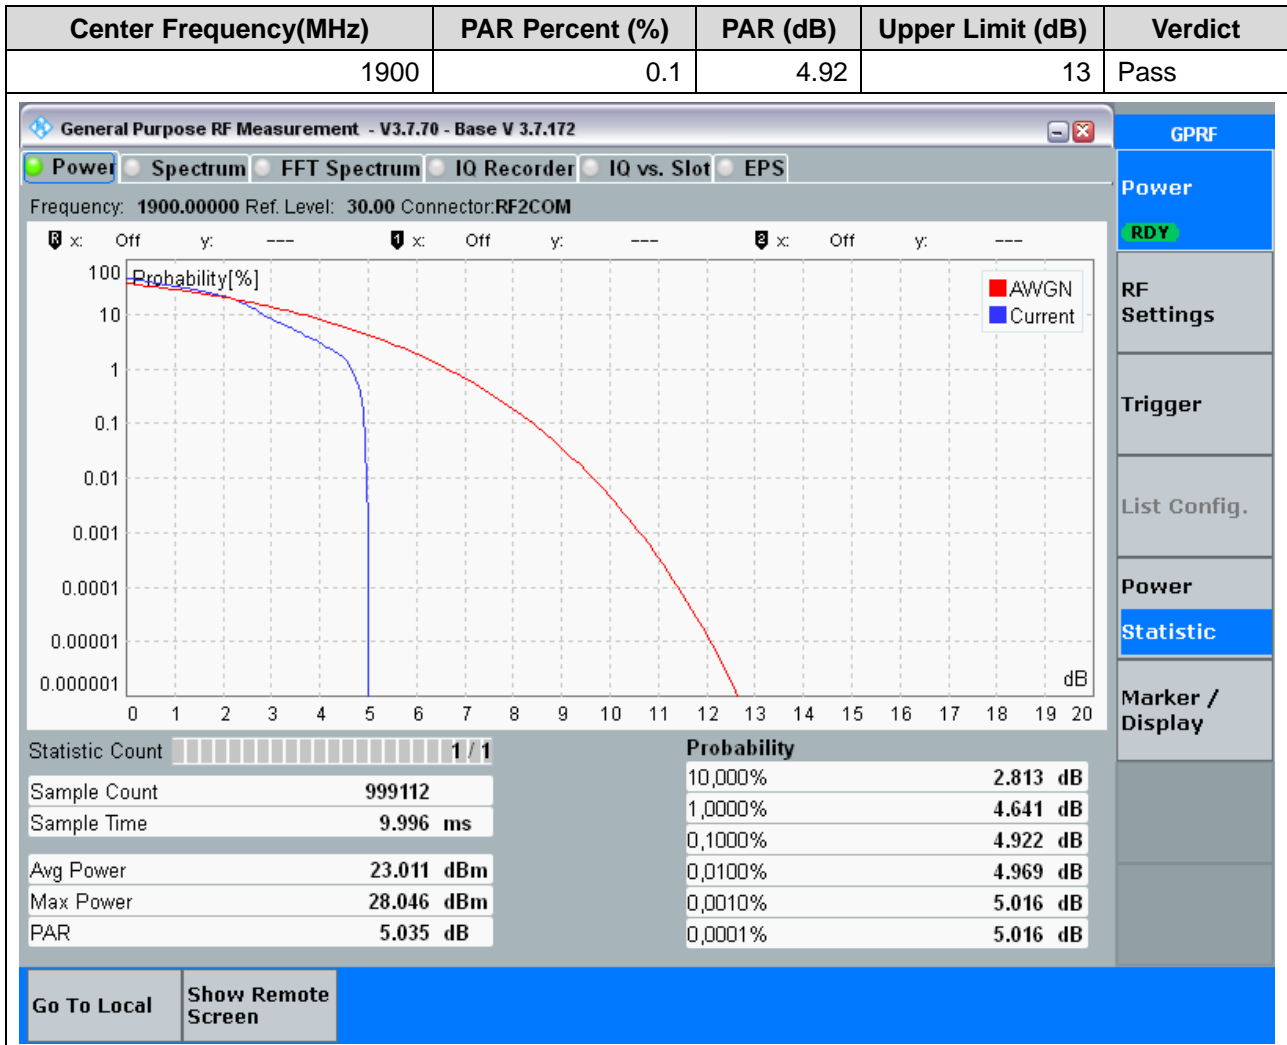 Center Frequency(MHz) PAR Percent (%) PAR (dB) Upper Limit (dB) Verdict
1900 0.1 4.92 13 Pass
General Purpose RF Measurement - V3.7.70 - Base V 3.7.172
GPRF
Power Spectrum FFT Spectrum IQ Recorder IQ vs. Slot EPS
Frequency: 1900.00000 Ref. Level: 30.00 Connector:RF2COM
Power
RDY
R x: Off y: --- 1 x: Off y: --- 2 x: Off y: ---
Probability[%]
AWGN
Current
100
10
1
0.1
0.01
0.001
0.0001
0.00001
0.000001
dB
0 1 2 3 4 5 6 7 8 9 10 11 12 13 14 15 16 17 18 19 20
RF
Settings
Trigger
List Config.
Power
Statistic
Marker /
Display
Statistic Count 1 / 1
Sample Count 999112
Sample Time 9.996 ms
Avg Power 23.011 dBm
Max Power 28.046 dBm
PAR 5.035 dB
Probability
10,000% 2.813 dB
1,0000% 4.641 dB
0,1000% 4.922 dB
0,0100% 4.969 dB
0,0010% 5.016 dB
0,0001% 5.016 dB
Go To Local
Show Remote
Screen